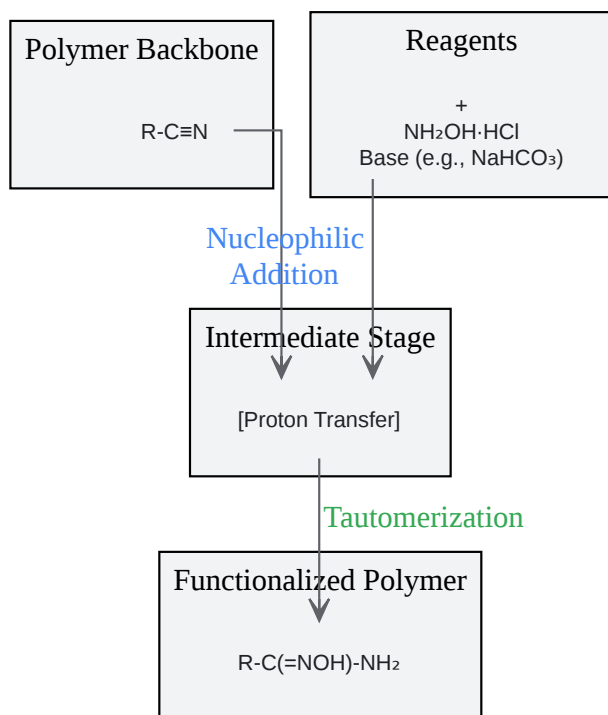 Polymer Backbone
R-C≡N
Reagents
+
NH₂OH·HCl
Base (e.g., NaHCO₃)
Nucleophilic
Addition
Intermediate Stage
[Proton Transfer]
Tautomerization
Functionalized Polymer
R-C(=NOH)-NH₂